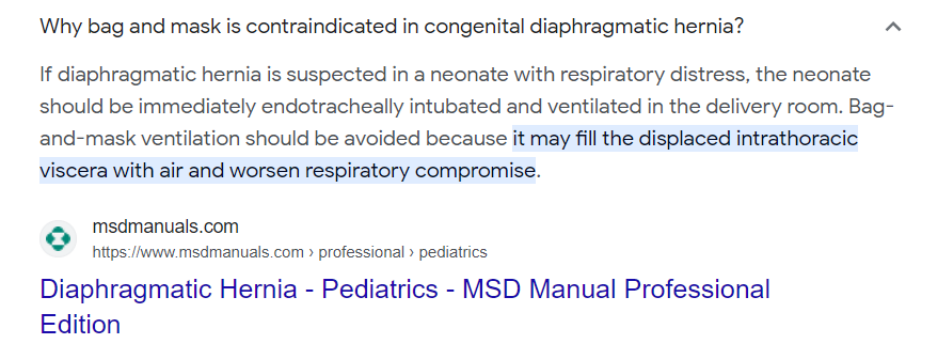 Why bag and mask is contraindicated in congenital diaphragmatic hernia?
If diaphragmatic hernia is suspected in a neonate with respiratory distress, the neonate
should be immediately endotracheally intubated and ventilated in the delivery room. Bag-
and-mask ventilation should be avoided because it may fill the displaced intrathoracic
viscera with air and worsen respiratory compromise.
msdmanuals.com
https://www.msdmanuals.com › professional › pediatrics
Diaphragmatic Hernia - Pediatrics - MSD Manual Professional
Edition